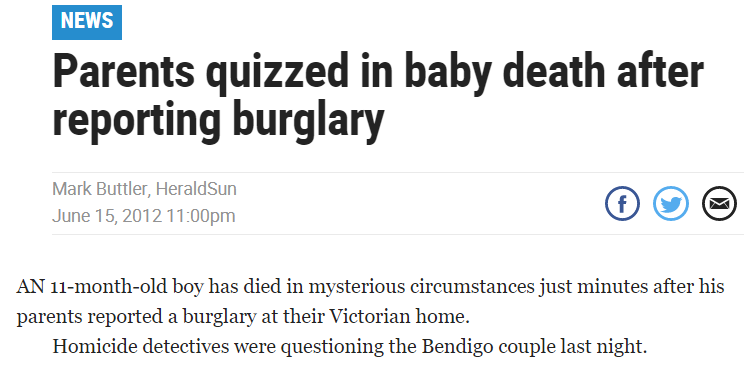 NEWS
Parents quizzed in baby death after
reporting burglary
Mark Buttler, HeraldSun
June 15, 2012 11:00pm
f
AN 11-month-old boy has died in mysterious circumstances just minutes after his
parents reported a burglary at their Victorian home.
Homicide detectives were questioning the Bendigo couple last night.